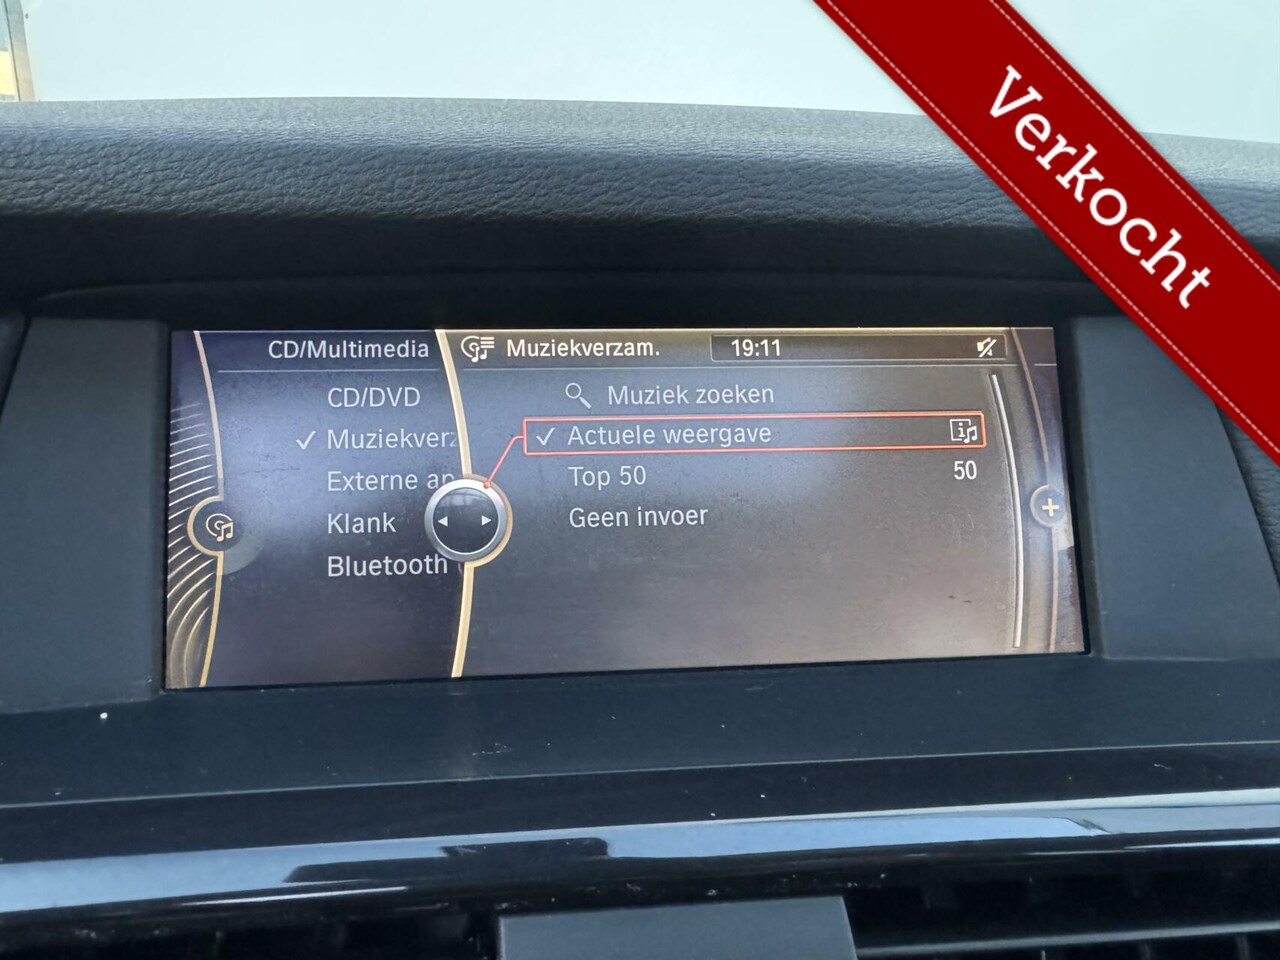 Verkocht
CD/Multimedia
CD/DVD
Muziekverz
Externe ap
Klank
Bluetooth
Muziekverzam. 19:11
Muziek zoeken
Actuele weergave
Top 50 50
Geen invoer